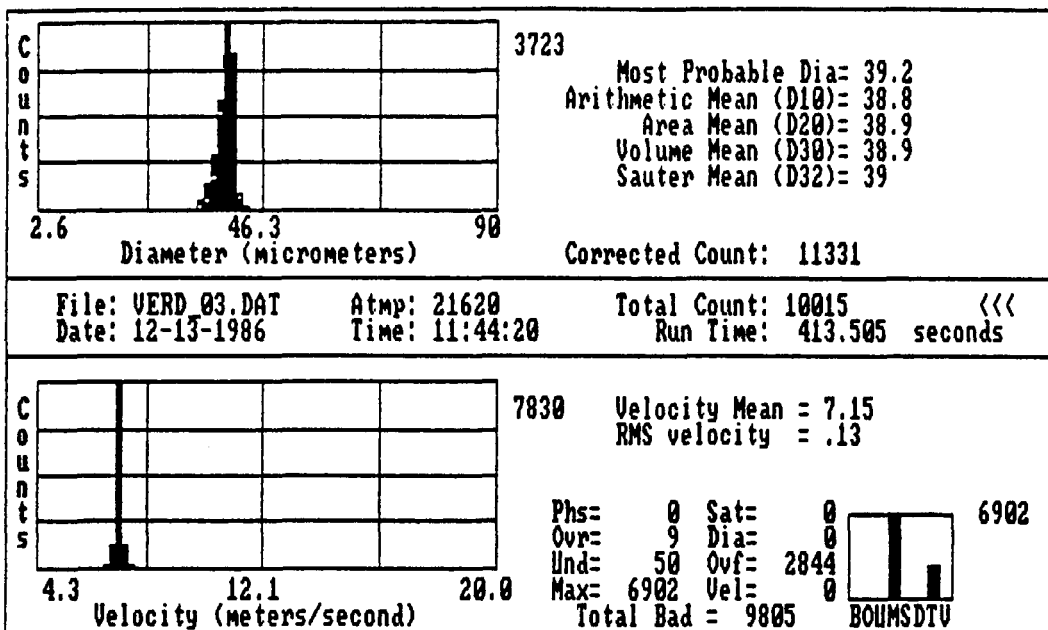 Counts
3723
Most Probable Dia= 39.2
Arithmetic Mean (D10)= 38.8
Area Mean (D20)= 38.9
Volume Mean (D30)= 38.9
Sauter Mean (D32)= 39
2.6 46.3 90
Diameter (micrometers) Corrected Count: 11331
File: VERD_03.DAT Atmp: 21620 Total Count: 10015 <<<
Date: 12-13-1986 Time: 11:44:20 Run Time: 413.505 seconds
Counts
7830 Velocity Mean = 7.15
RMS velocity = .13
Phs= 0 Sat= 0 6902
Ovr= 9 Dia= 0
Und= 50 Ovf= 2844
Max= 6902 Vel= 0
4.3 12.1 20.0
Velocity (meters/second) Total Bad = 9805 BOUMSDTV